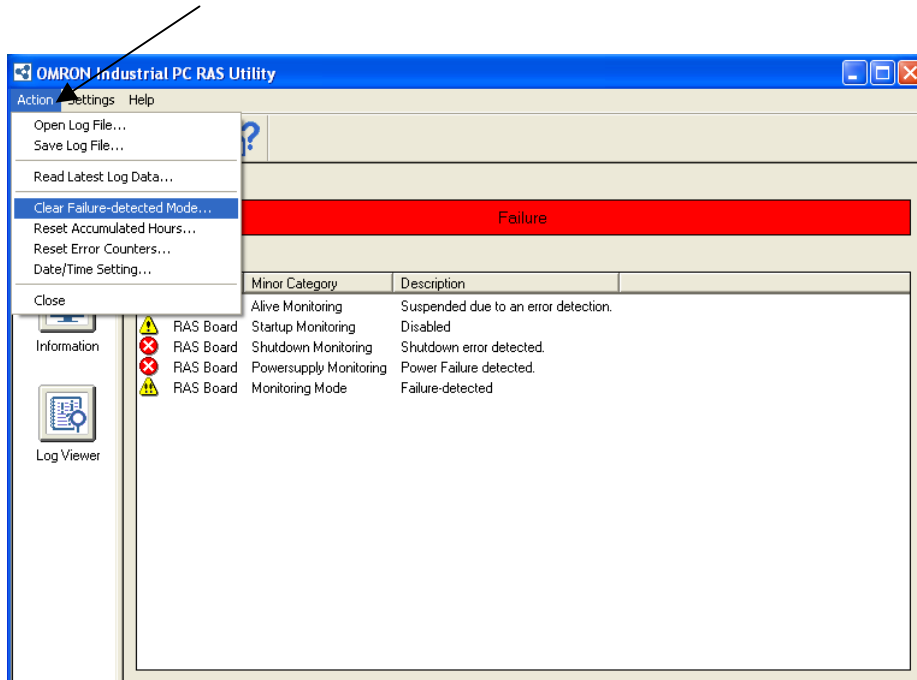 OMRON Industrial PC RAS Utility
Action Settings Help
Open Log File...
Save Log File...
Read Latest Log Data...
Clear Failure-detected Mode...
Reset Accumulated Hours...
Reset Error Counters...
Date/Time Setting...
Close
?
Failure
Minor Category Description
Alive Monitoring Suspended due to an error detection.
RAS Board Startup Monitoring Disabled
RAS Board Shutdown Monitoring Shutdown error detected.
RAS Board Powersupply Monitoring Power Failure detected.
RAS Board Monitoring Mode Failure-detected
Information
Log Viewer